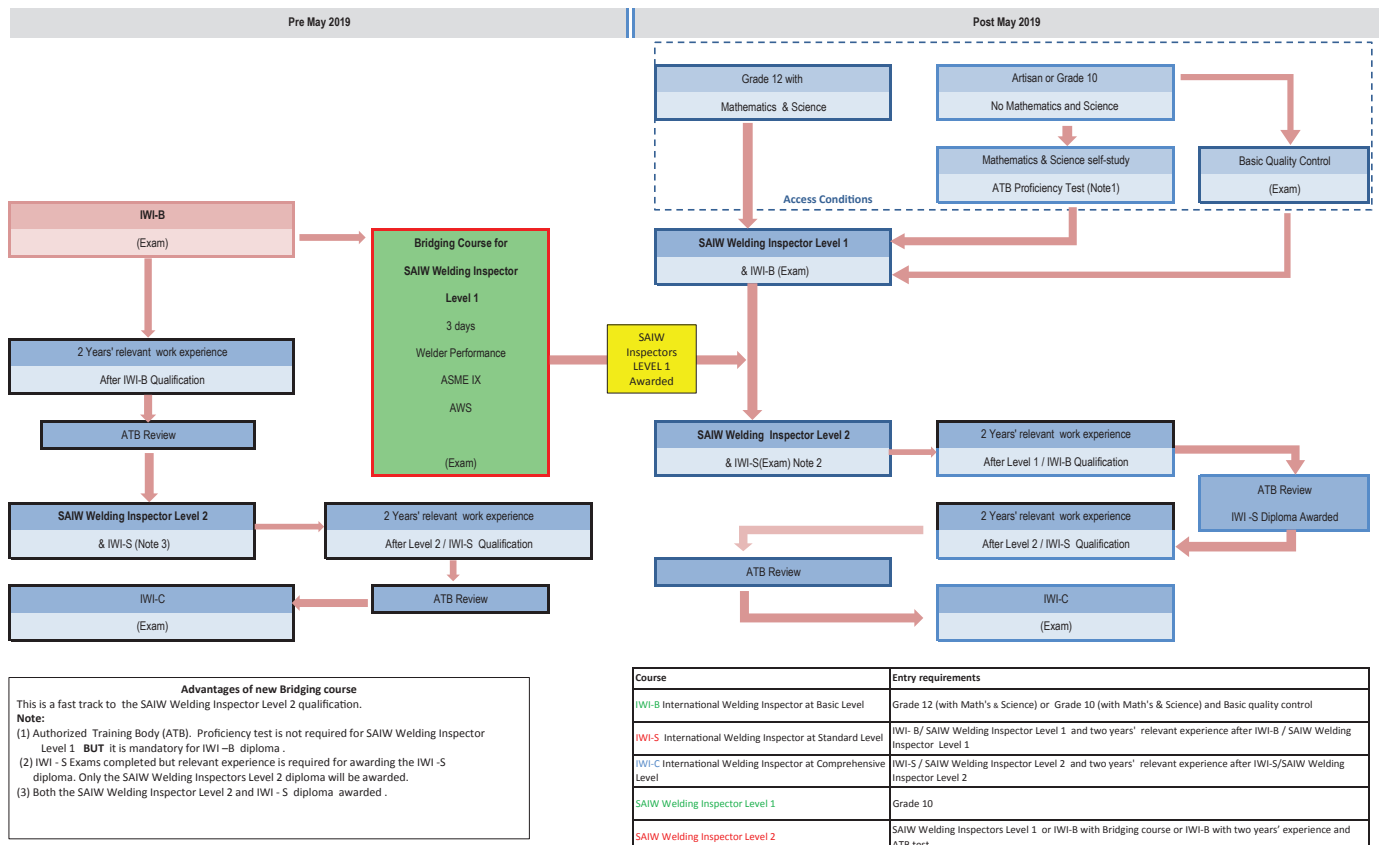 Pre May 2019
Post May 2019
Grade 12 with
Mathematics & Science
Artisan or Grade 10
No Mathematics and Science
Mathematics & Science self-study
ATB Proficiency Test (Note1)
Basic Quality Control
(Exam)
Access Conditions
IWI-B
(Exam)
Bridging Course for
SAIW Welding Inspector
Level 1
3 days
Welder Performance
ASME IX
AWS
(Exam)
SAIW Welding Inspector Level 1
& IWI-B (Exam)
2 Years' relevant work experience
After IWI-B Qualification
SAIW
Inspectors
LEVEL 1
Awarded
ATB Review
SAIW Welding Inspector Level 2
& IWI-S(Exam) Note 2
2 Years' relevant work experience
After Level 1 / IWI-B Qualification
ATB Review
IWI -S Diploma Awarded
SAIW Welding Inspector Level 2
& IWI-S (Note 3)
2 Years' relevant work experience
After Level 2 / IWI-S Qualification
2 Years' relevant work experience
After Level 2 / IWI-S Qualification
ATB Review
IWI-C
(Exam)
ATB Review
IWI-C
(Exam)
Advantages of new Bridging course
This is a fast track to the SAIW Welding Inspector Level 2 qualification.
Note:
(1) Authorized Training Body (ATB). Proficiency test is not required for SAIW Welding Inspector
Level 1 BUT it is mandatory for IWI –B diploma .
(2) IWI - S Exams completed but relevant experience is required for awarding the IWI -S
diploma. Only the SAIW Welding Inspectors Level 2 diploma will be awarded.
(3) Both the SAIW Welding Inspector Level 2 and IWI - S diploma awarded .
Course Entry requirements
IWI-B International Welding Inspector at Basic Level Grade 12 (with Math's & Science) or Grade 10 (with Math's & Science) and Basic quality control
IWI-S International Welding Inspector at Standard Level IWI- B/ SAIW Welding Inspector Level 1 and two years' relevant experience after IWI-B / SAIW Welding
Inspector Level 1
IWI-C International Welding Inspector at Comprehensive
Level
IWI-S / SAIW Welding Inspector Level 2 and two years' relevant experience after IWI-S/SAIW Welding
Inspector Level 2
SAIW Welding Inspector Level 1 Grade 10
SAIW Welding Inspector Level 2 SAIW Welding Inspectors Level 1 or IWI-B with Bridging course or IWI-B with two years’ experience and
ATB test